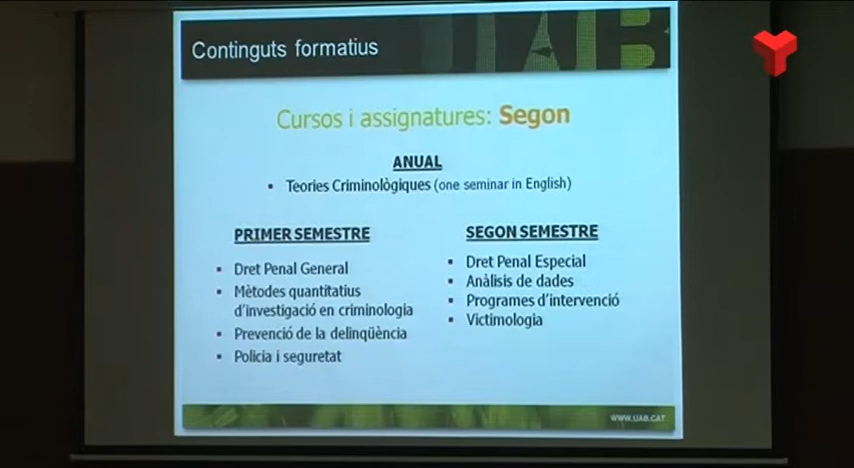 Continguts formatius
UAB
Cursos i assignatures: Segon
ANUAL
▪ Teories Criminològiques (one seminar in English)
PRIMER SEMESTRE
▪ Dret Penal General
▪ Mètodes quantitatius
d'investigació en criminologia
▪ Prevenció de la delinqüència
▪ Policia i seguretat
SEGON SEMESTRE
▪ Dret Penal Especial
▪ Anàlisis de dades
▪ Programes d'intervenció
▪ Victimologia
WWW.UAB.CAT